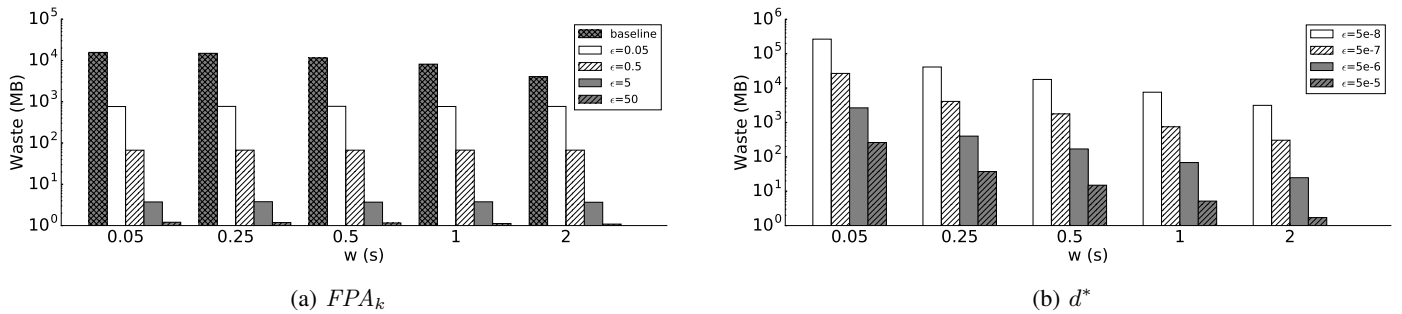 10^5
10^4
10^3
10^2
10^1
10^0
Waste (MB)
baseline
ϵ=0.05
ϵ=0.5
ϵ=5
ϵ=50
0.05 0.25 0.5 1 2
w (s)
(a) FPA_k
10^6
10^5
10^4
10^3
10^2
10^1
10^0
Waste (MB)
ϵ=5e-8
ϵ=5e-7
ϵ=5e-6
ϵ=5e-5
0.05 0.25 0.5 1 2
w (s)
(b) d*